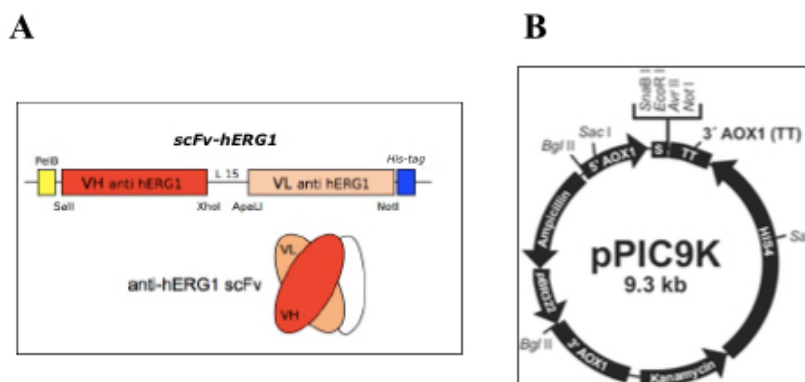 A
B
scFv-hERG1
PelB
VH anti hERG1
L 15
VL anti hERG1
His-tag
SalI
XhoI
ApaLI
NotI
anti-hERG1 scFv
VL
VH
SnaB I
EcoR I
Avr II
Not I
Sac I
Bgl II
5´ AOX1
S
TT
3´ AOX1 (TT)
Ampicillin
HIS4
pPIC9K
9.3 kb
pBR322
Bgl II
3´ AOX1
Kanamycin